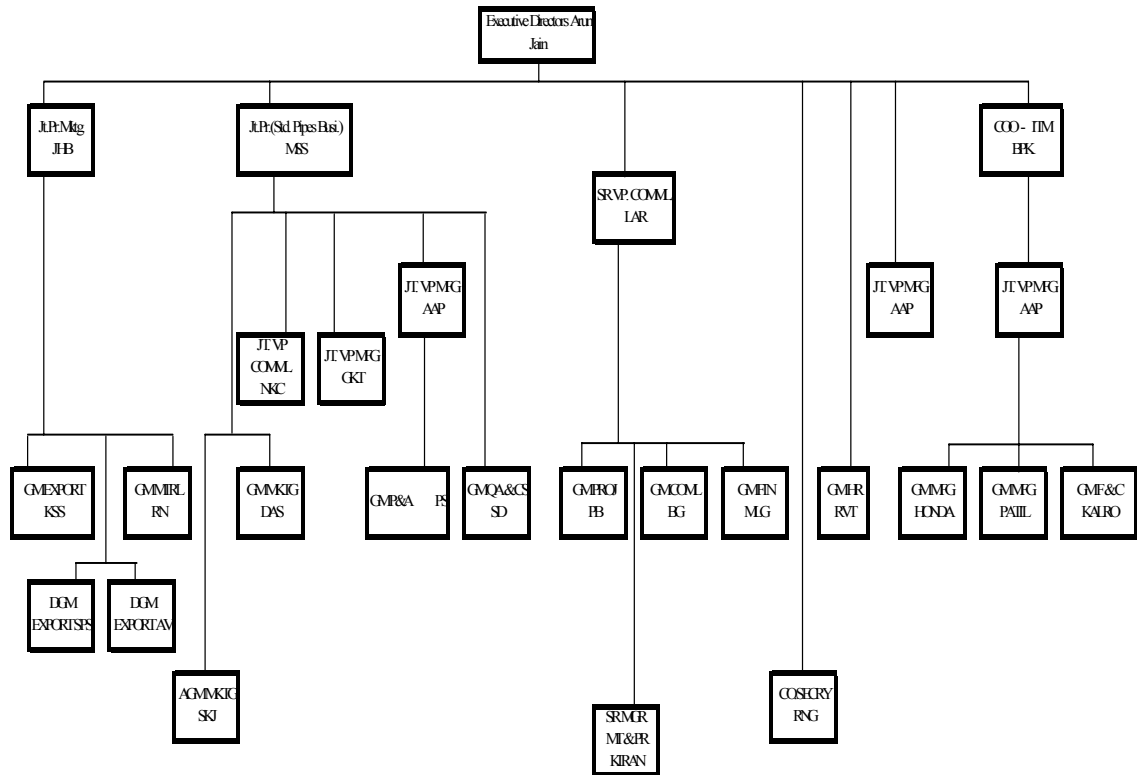 Executive Directors Arun
Jain
Jt.Pr.Mktg
JHB
Jt.Pr.(Std. Pipes Busi.)
MSS
COO - ITM
BPK
SR.VP. COMML
LAR
JT. VP MFG
AAP
JT. VP MFG
AAP
JT. VP MFG
AAP
JT. VP
COMML
NKC
JT. VP MFG
GKT
GM EXPORT
KSS
GM MTRL
RN
GM MKTG
DAS
GM P&A PS
GM QA & CS
SD
GM PROJ
PB
GM COML
BG
GM FIN
MLG
GM HR
RVT
GM MFG
HONDA
GM MFG
PATIL
GM F & C
KALRO
DGM
EXPORT SPS
DGM
EXPORT AV
AGM MKTG
SKJ
CO.SECRY
RNG
SR MGR
MT & PR
KIRAN